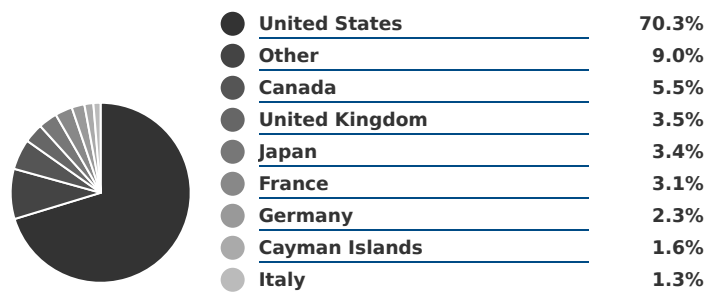 United States 70.3%
Other 9.0%
Canada 5.5%
United Kingdom 3.5%
Japan 3.4%
France 3.1%
Germany 2.3%
Cayman Islands 1.6%
Italy 1.3%